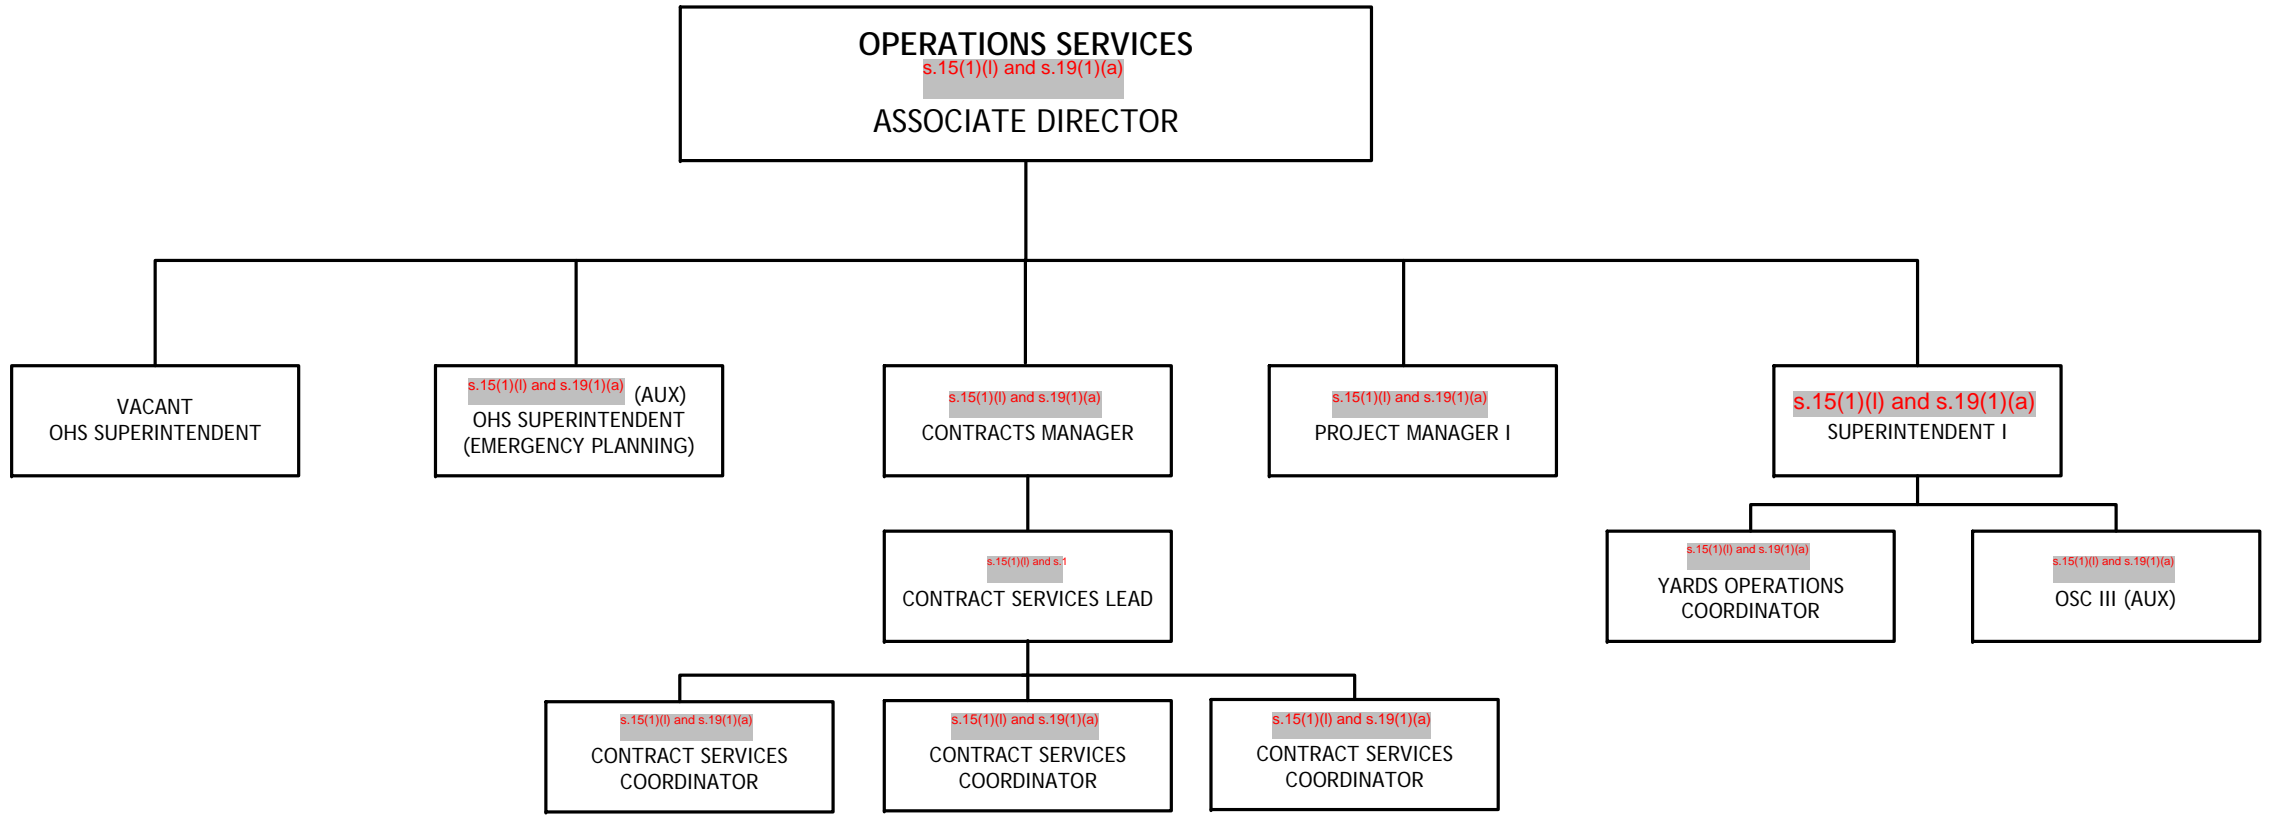 OPERATIONS SERVICES
s.15(1)(l) and s.19(1)(a)
ASSOCIATE DIRECTOR
VACANT
OHS SUPERINTENDENT
s.15(1)(l) and s.19(1)(a) (AUX)
OHS SUPERINTENDENT
(EMERGENCY PLANNING)
s.15(1)(l) and s.19(1)(a)
CONTRACTS MANAGER
s.15(1)(l) and s.19(1)(a)
PROJECT MANAGER I
s.15(1)(l) and s.19(1)(a)
SUPERINTENDENT I
s.15(1)(l) and s.1
CONTRACT SERVICES LEAD
s.15(1)(l) and s.19(1)(a)
YARDS OPERATIONS
COORDINATOR
s.15(1)(l) and s.19(1)(a)
OSC III (AUX)
s.15(1)(l) and s.19(1)(a)
CONTRACT SERVICES
COORDINATOR
s.15(1)(l) and s.19(1)(a)
CONTRACT SERVICES
COORDINATOR
s.15(1)(l) and s.19(1)(a)
CONTRACT SERVICES
COORDINATOR